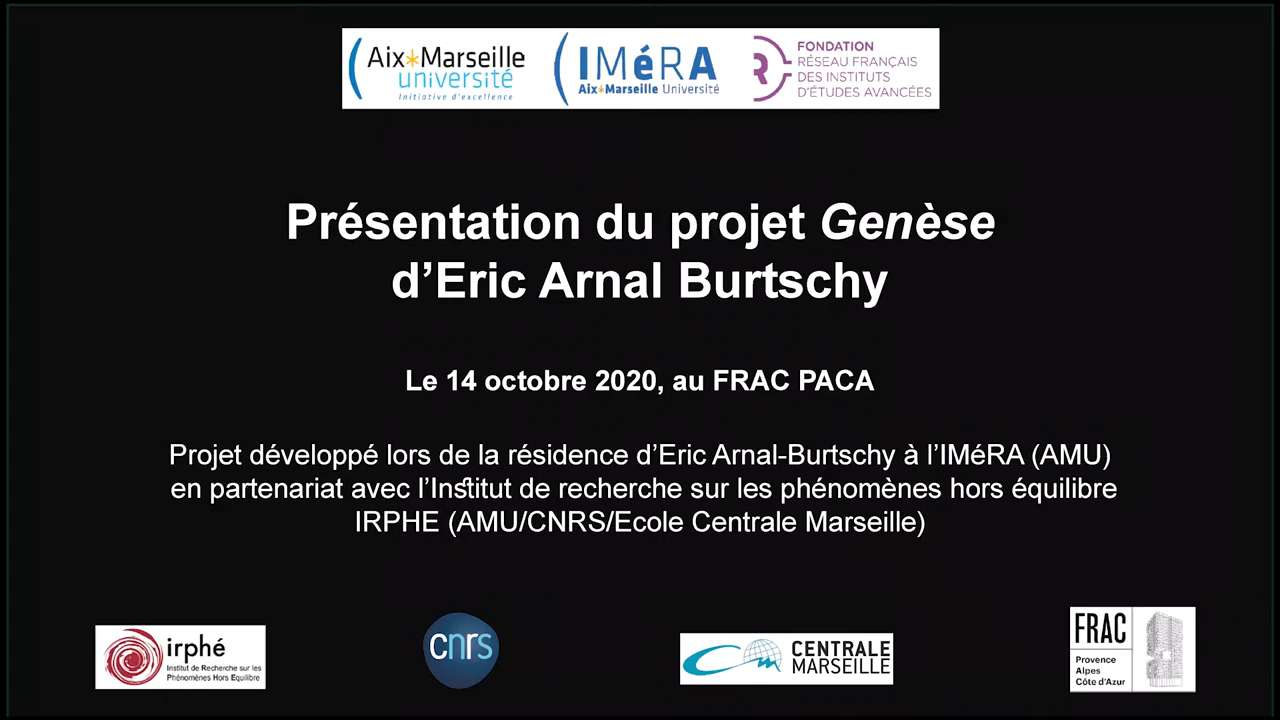 Aix*Marseille
université
Initiative d'excellence
IMéRA
Aix*Marseille Université
FONDATION
RÉSEAU FRANÇAIS
DES INSTITUTS
D'ÉTUDES AVANCÉES
Présentation du projet Genèse
d'Eric Arnal Burtschy
Le 14 octobre 2020, au FRAC PACA
Projet développé lors de la résidence d'Eric Arnal-Burtschy à l'IMéRA (AMU)
en partenariat avec l'Institut de recherche sur les phénomènes hors équilibre
IRPHE (AMU/CNRS/Ecole Centrale Marseille)
irphé
Institut de Recherche sur les
Phénomènes Hors Equilibre
cnrs
CENTRALE
MARSEILLE
FRAC
Provence
Alpes
Côte d'Azur